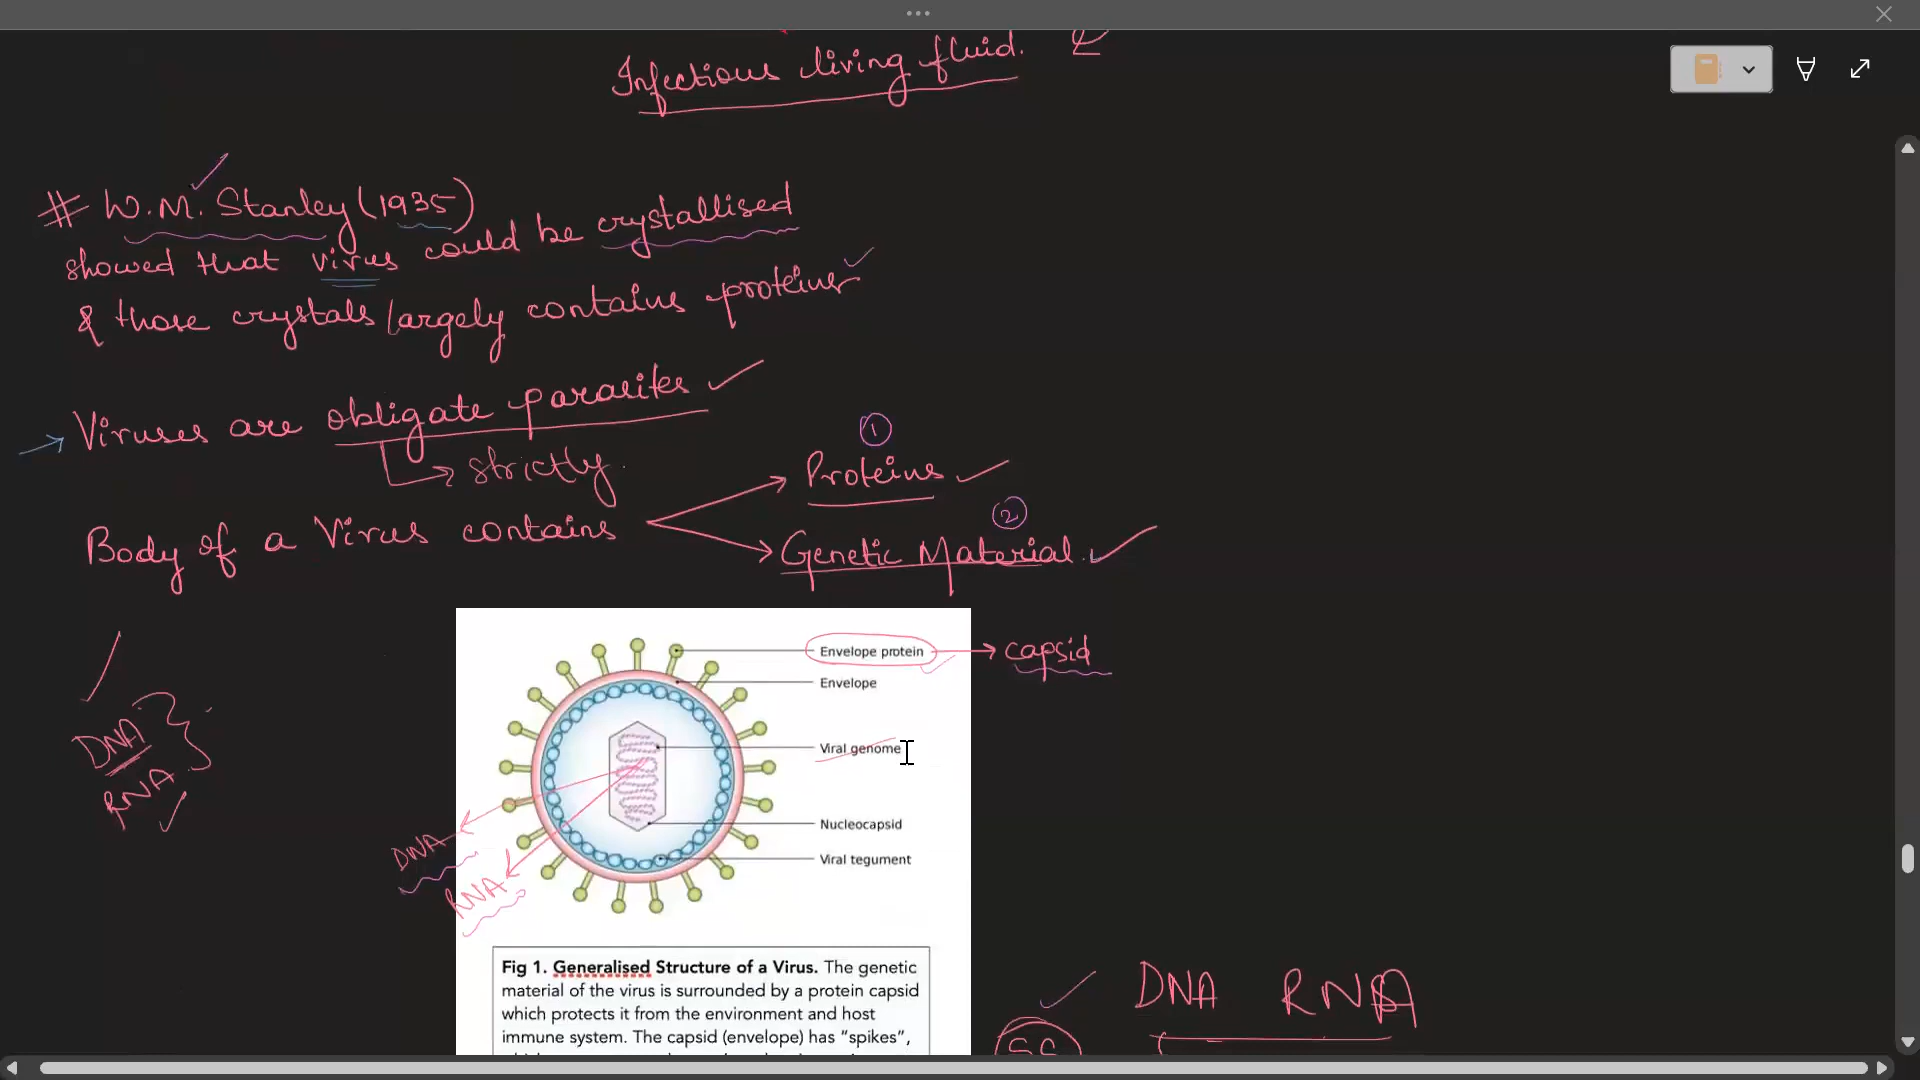 Infectious living fluid.
# W.M. Stanley (1935)
showed that virus could be crystallised
& those crystals largely contains proteins
→ Viruses are obligate parasites
→ strictly.
①
Body of a Virus contains → Proteins
②
→ Genetic Material.
Envelope protein → capsid
Envelope
DNA
RNA
Viral genome
Nucleocapsid
DNA
Viral tegument
RNA
Fig 1. Generalised Structure of a Virus. The genetic
material of the virus is surrounded by a protein capsid
which protects it from the environment and host
immune system. The capsid (envelope) has “spikes”,
DNA RNA